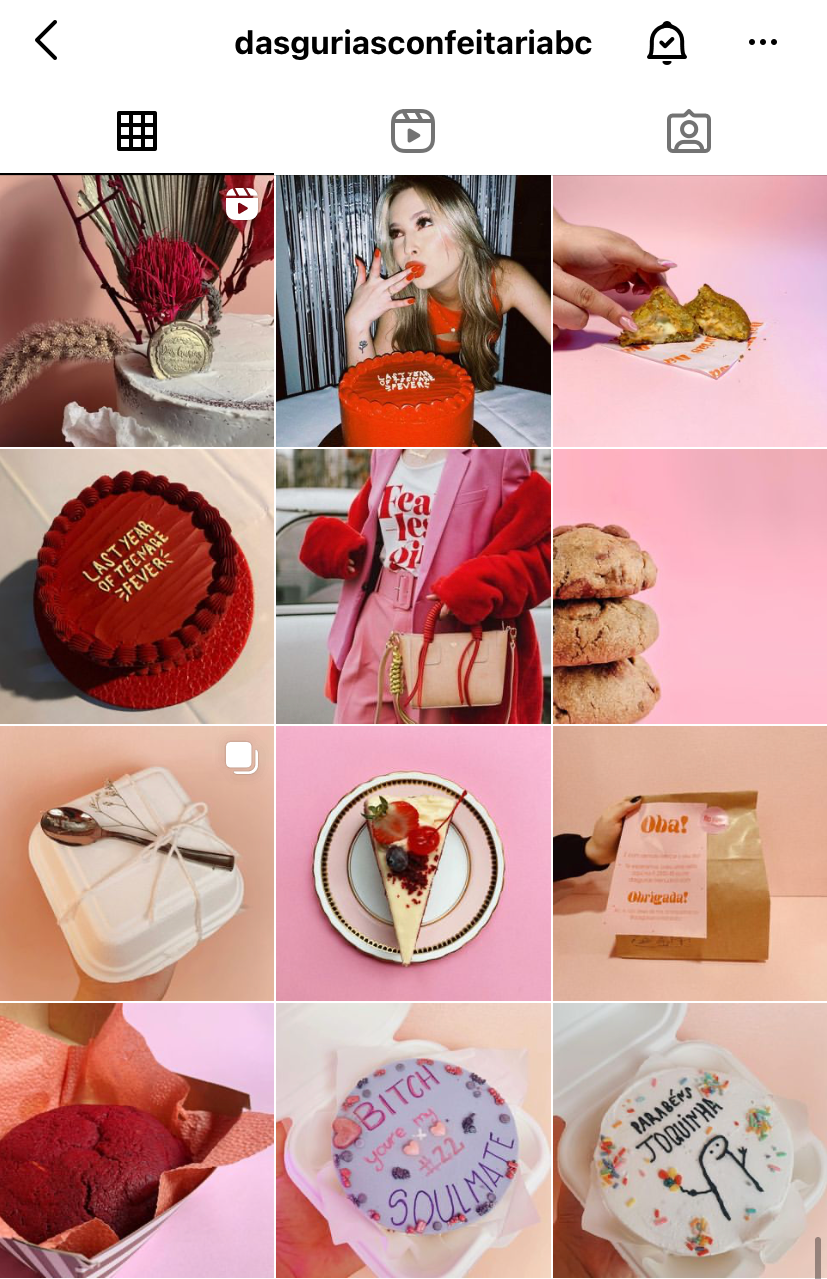 dasguriasconfeitariabc
LAST YEAR
OF TEENAGE
FEVER
LAST YEAR
OF TEENAGE
FEVER
Fea
les
gi
Oba!
Obrigada!
BITCH
you're my
#22
SOULMATE
PARABÉNS
JOQUINHA